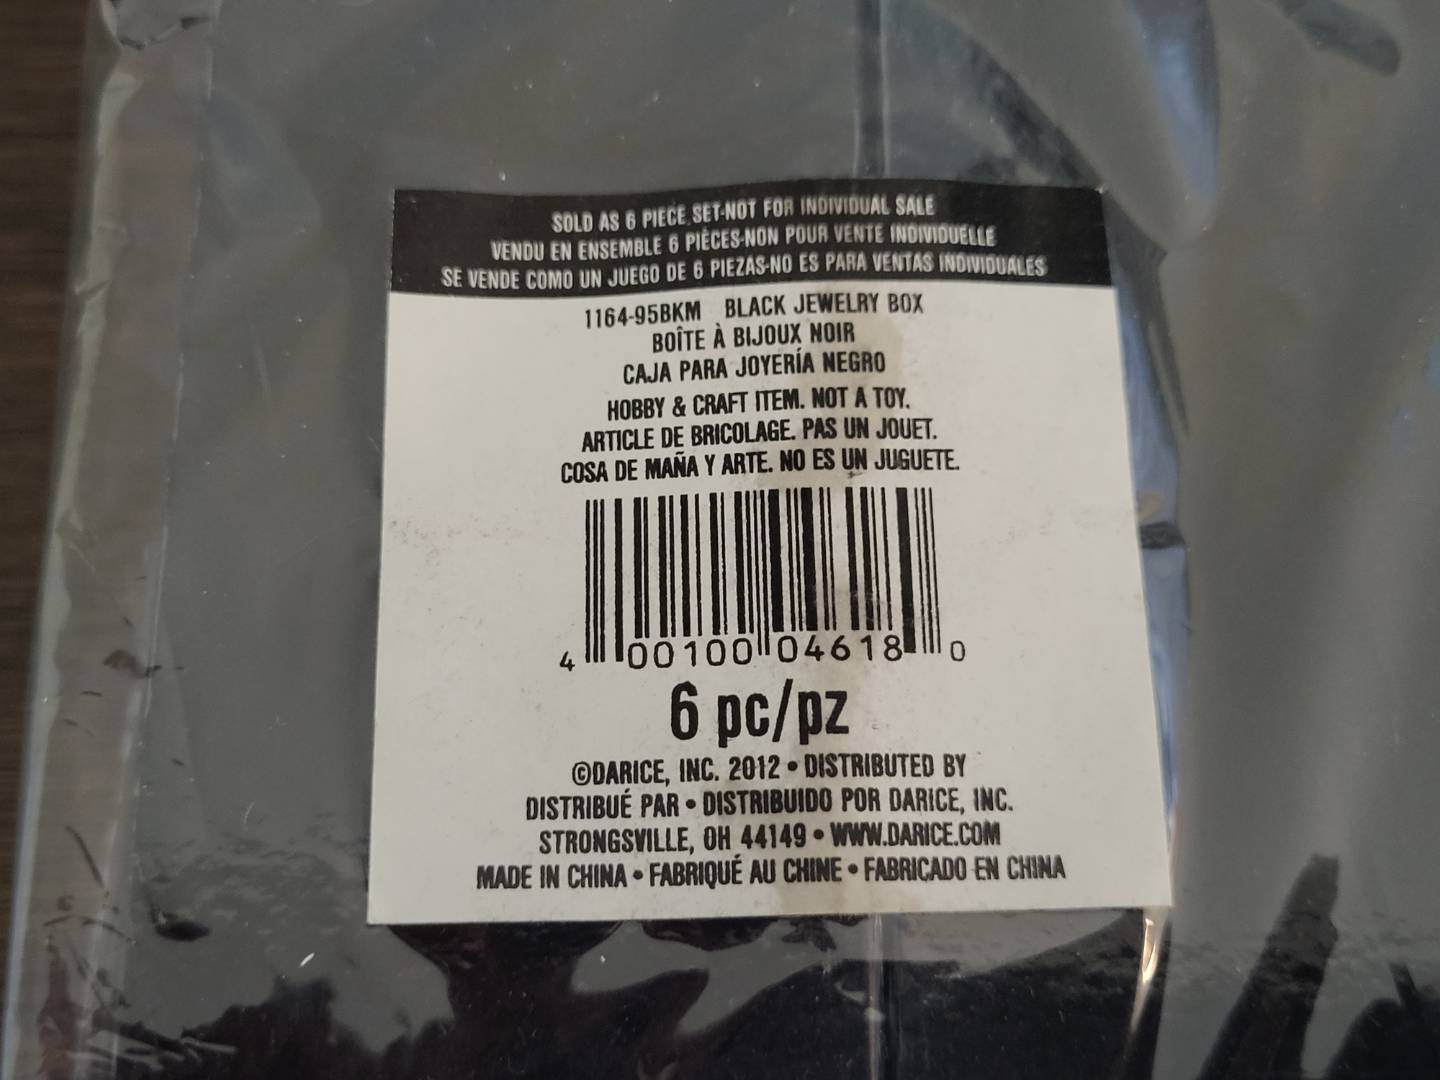 SOLD AS 6 PIECE SET-NOT FOR INDIVIDUAL SALE
VENDU EN ENSEMBLE 6 PIÈCES-NON POUR VENTE INDIVIDUELLE
SE VENDE COMO UN JUEGO DE 6 PIEZAS-NO ES PARA VENTAS INDIVIDUALES
1164-95BKM BLACK JEWELRY BOX
BOÎTE À BIJOUX NOIR
CAJA PARA JOYERÍA NEGRO
HOBBY & CRAFT ITEM. NOT A TOY.
ARTICLE DE BRICOLAGE. PAS UN JOUET.
COSA DE MAÑA Y ARTE. NO ES UN JUGUETE.
4 00100 04618 0
6 pc/pz
©DARICE, INC. 2012 • DISTRIBUTED BY
DISTRIBUÉ PAR • DISTRIBUIDO POR DARICE, INC.
STRONGSVILLE, OH 44149 • WWW.DARICE.COM
MADE IN CHINA • FABRIQUÉ AU CHINE • FABRICADO EN CHINA